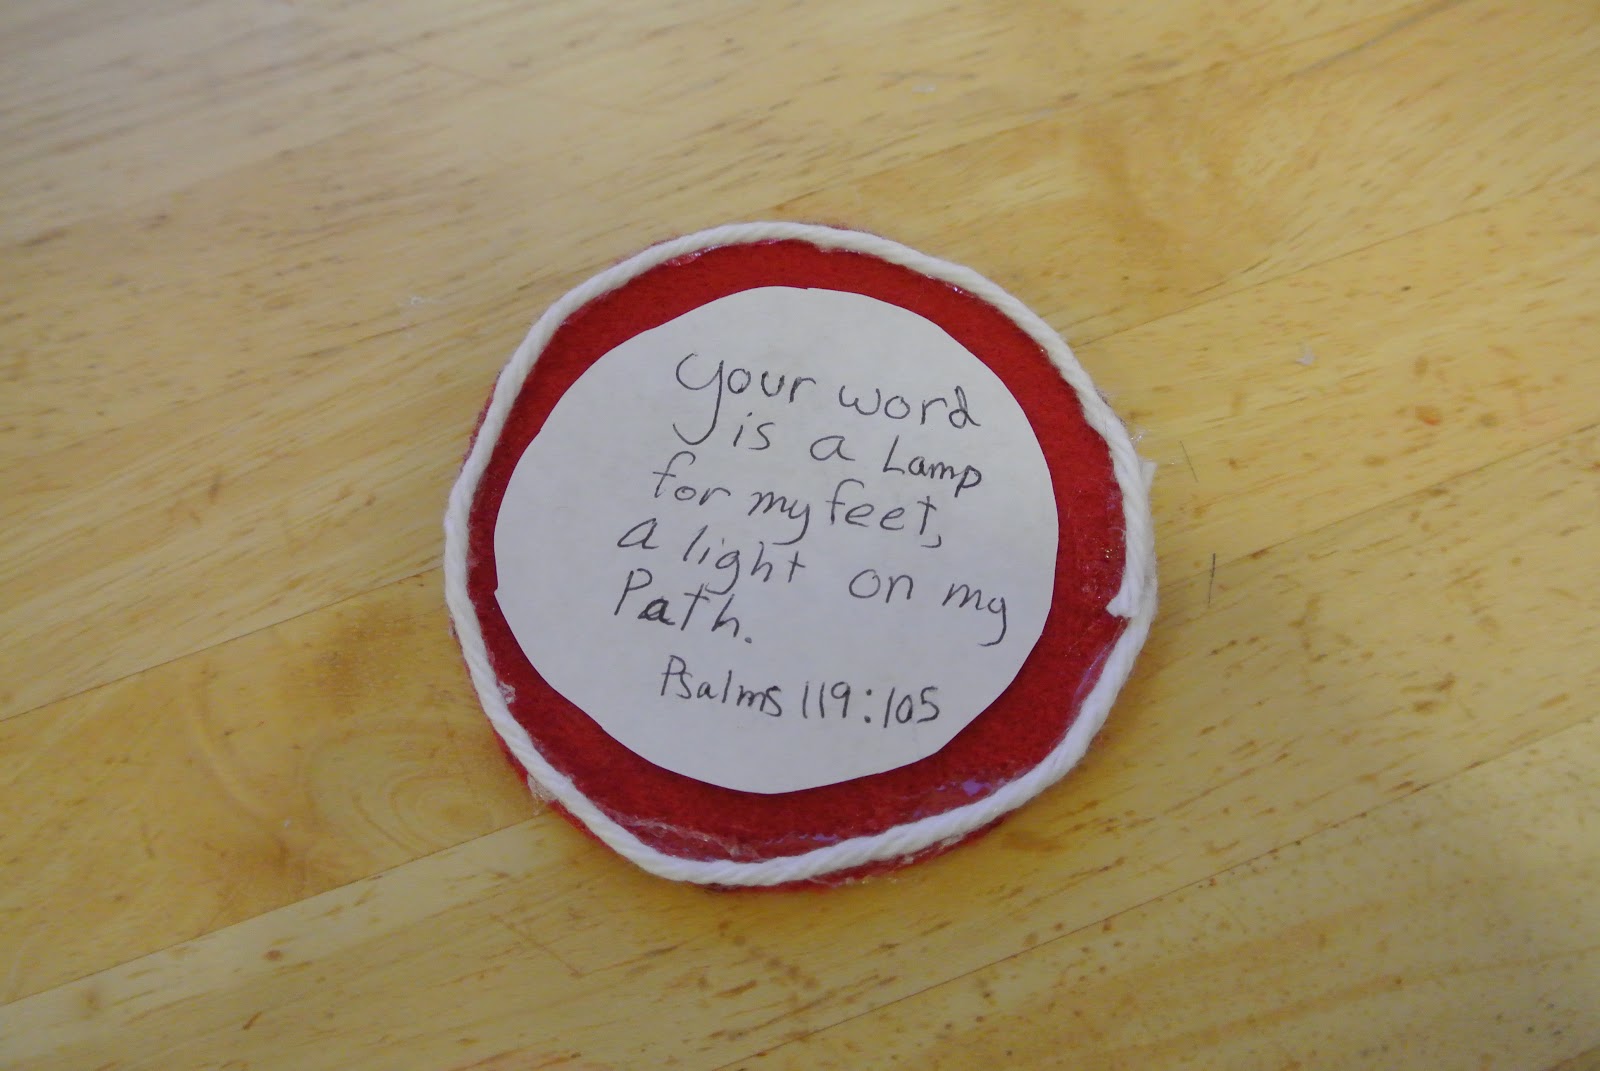 Your word
is a Lamp
for my feet,
a light on my
Path.
Psalms 119:105